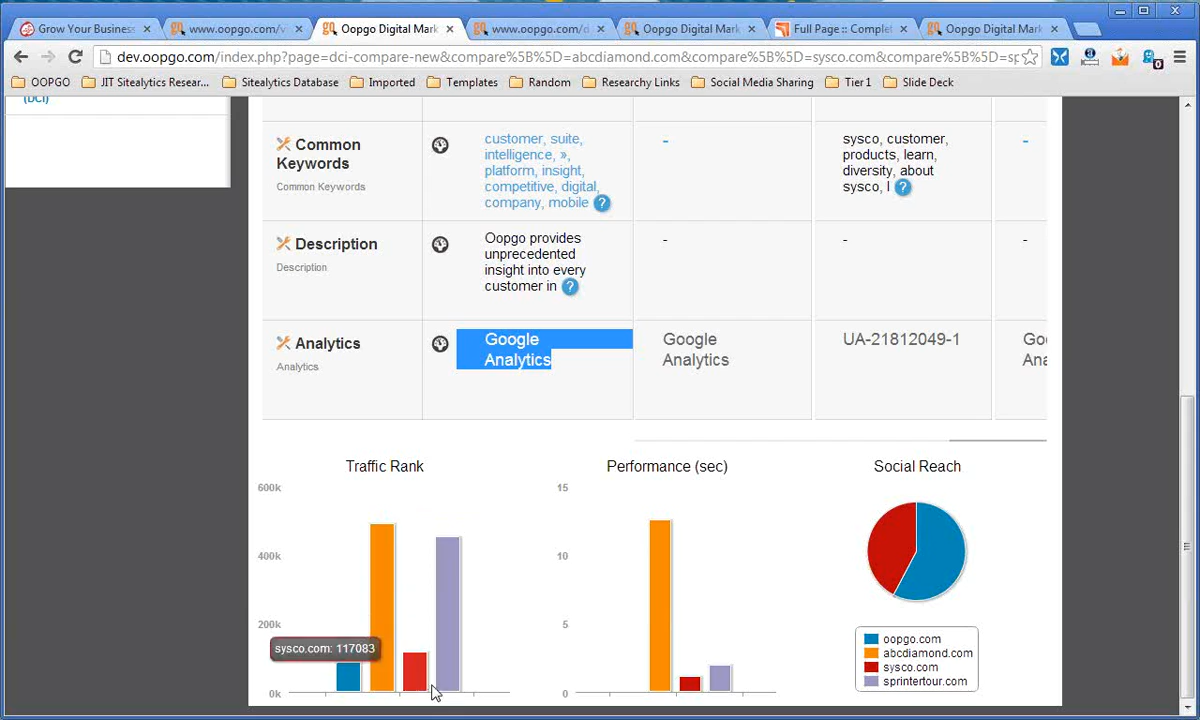 Grow Your Business
www.oopgo.com/v
Oopgo Digital Mark
www.oopgo.com/d
Oopgo Digital Mark
Full Page :: Complet
Oopgo Digital Mark
dev.oopgo.com/index.php?page=dci-compare-new&compare%5B%5D=abcdiamond.com&compare%5B%5D=sysco.com&compare%5B%5D=sp
0
OOPGO
JIT Sitealytics Resear...
Sitealytics Database
Imported
Templates
Random
Researchy Links
Social Media Sharing
Tier 1
Slide Deck
(DCI)
Common
Keywords
Common Keywords
customer, suite,
intelligence, »,
platform, insight,
competitive, digital,
company, mobile ?
-
sysco, customer,
products, learn,
diversity, about
sysco, l ?
-
Description
Description
Oopgo provides
unprecedented
insight into every
customer in ?
-
-
-
Analytics
Analytics
Google
Analytics
Google
Analytics
UA-21812049-1
Goo
Ana
Traffic Rank
600k
400k
200k
0k
sysco.com: 117083
Performance (sec)
15
10
5
0
Social Reach
oopgo.com
abcdiamond.com
sysco.com
sprintertour.com